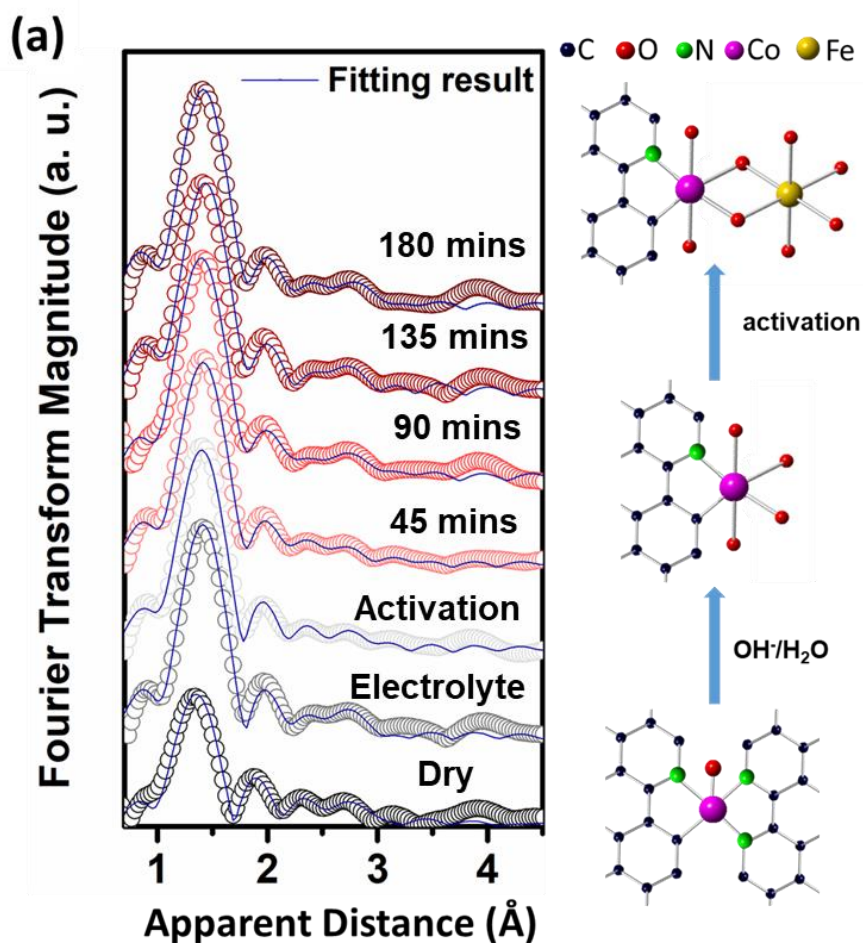 (a)
C O N Co Fe
Fitting result
Fourier Transform Magnitude (a. u.)
180 mins
135 mins
90 mins
45 mins
Activation
Electrolyte
Dry
1 2 3 4
Apparent Distance (Å)
activation
OH⁻/H₂O